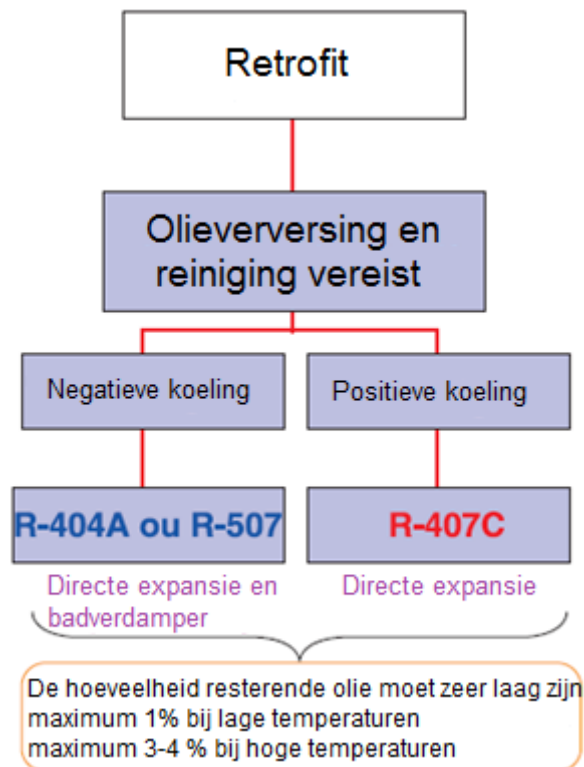 Retrofit
Olieverversing en
reiniging vereist
Negatieve koeling
Positieve koeling
R-404A ou R-507
R-407C
Directe expansie en
badverdamper
Directe expansie
De hoeveelheid resterende olie moet zeer laag zijn
maximum 1% bij lage temperaturen
maximum 3-4 % bij hoge temperaturen